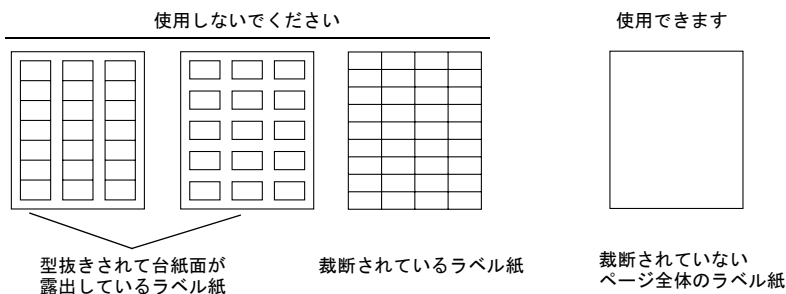 使用しないでください
使用できます
型抜きされて台紙面が
露出しているラベル紙
裁断されているラベル紙
裁断されていない
ページ全体のラベル紙